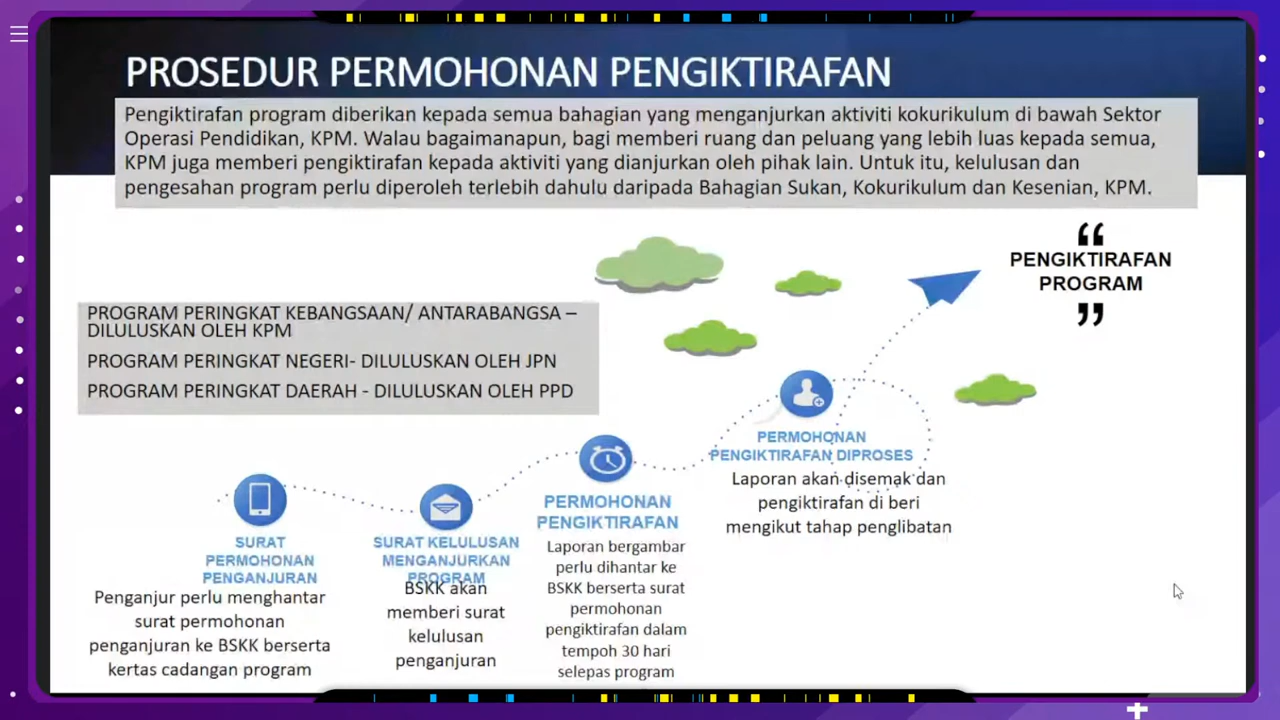 PROSEDUR PERMOHONAN PENGIKTIRAFAN
Pengiktirafan program diberikan kepada semua bahagian yang menganjurkan aktiviti kokurikulum di bawah Sektor
Operasi Pendidikan, KPM. Walau bagaimanapun, bagi memberi ruang dan peluang yang lebih luas kepada semua,
KPM juga memberi pengiktirafan kepada aktiviti yang dianjurkan oleh pihak lain. Untuk itu, kelulusan dan
pengesahan program perlu diperoleh terlebih dahulu daripada Bahagian Sukan, Kokurikulum dan Kesenian, KPM.
“
PENGIKTIRAFAN
PROGRAM
”
PROGRAM PERINGKAT KEBANGSAAN/ ANTARABANGSA –
DILULUSKAN OLEH KPM
PROGRAM PERINGKAT NEGERI- DILULUSKAN OLEH JPN
PROGRAM PERINGKAT DAERAH - DILULUSKAN OLEH PPD
SURAT
PERMOHONAN
PENGANJURAN
Penganjur perlu menghantar
surat permohonan
penganjuran ke BSKK berserta
kertas cadangan program
SURAT KELULUSAN
MENGANJURKAN
PROGRAM
BSKK akan
memberi surat
kelulusan
penganjuran
PERMOHONAN
PENGIKTIRAFAN
Laporan bergambar
perlu dihantar ke
BSKK berserta surat
permohonan
pengiktirafan dalam
tempoh 30 hari
selepas program
PERMOHONAN
PENGIKTIRAFAN DIPROSES
Laporan akan disemak dan
pengiktirafan di beri
mengikut tahap penglibatan